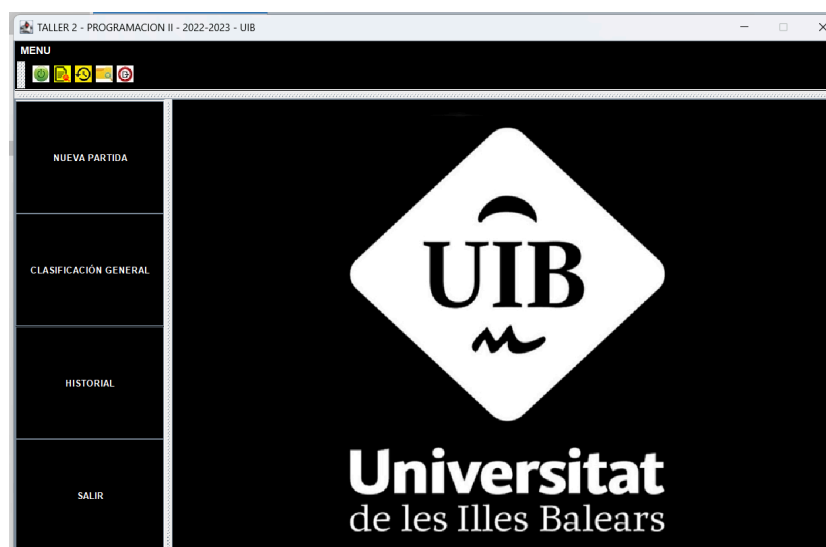 TALLER 2 - PROGRAMACION II - 2022-2023 - UIB
MENU
NUEVA PARTIDA
CLASIFICACIÓN GENERAL
HISTORIAL
SALIR
UIB
Universitat
de les Illes Balears